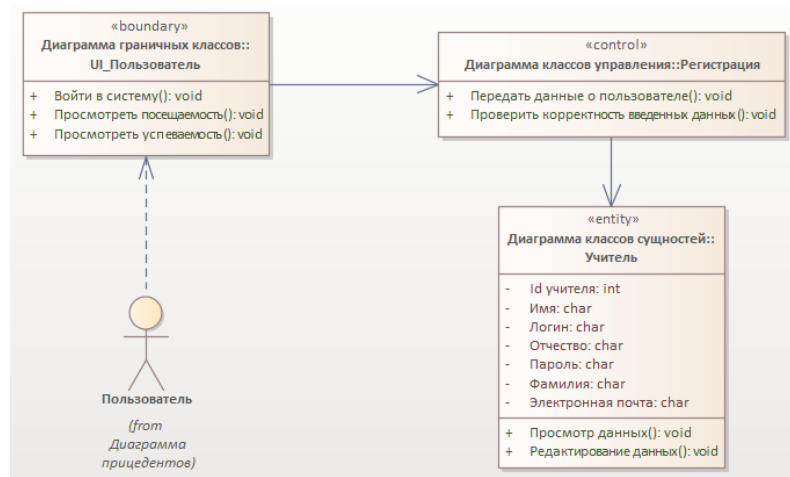 «boundary»
Диаграмма граничных классов::
UI_Пользователь
+ Войти в систему(): void
+ Просмотреть посещаемость(): void
+ Просмотреть успеваемость(): void
«control»
Диаграмма классов управления::Регистрация
+ Передать данные о пользователе(): void
+ Проверить корректность введенных данных(): void
«entity»
Диаграмма классов сущностей::
Учитель
- Id учителя: int
- Имя: char
- Логин: char
- Отчество: char
- Пароль: char
- Фамилия: char
- Электронная почта: char
+ Просмотр данных(): void
+ Редактирование данных(): void
Пользователь
(from
Диаграмма
прицедентов)